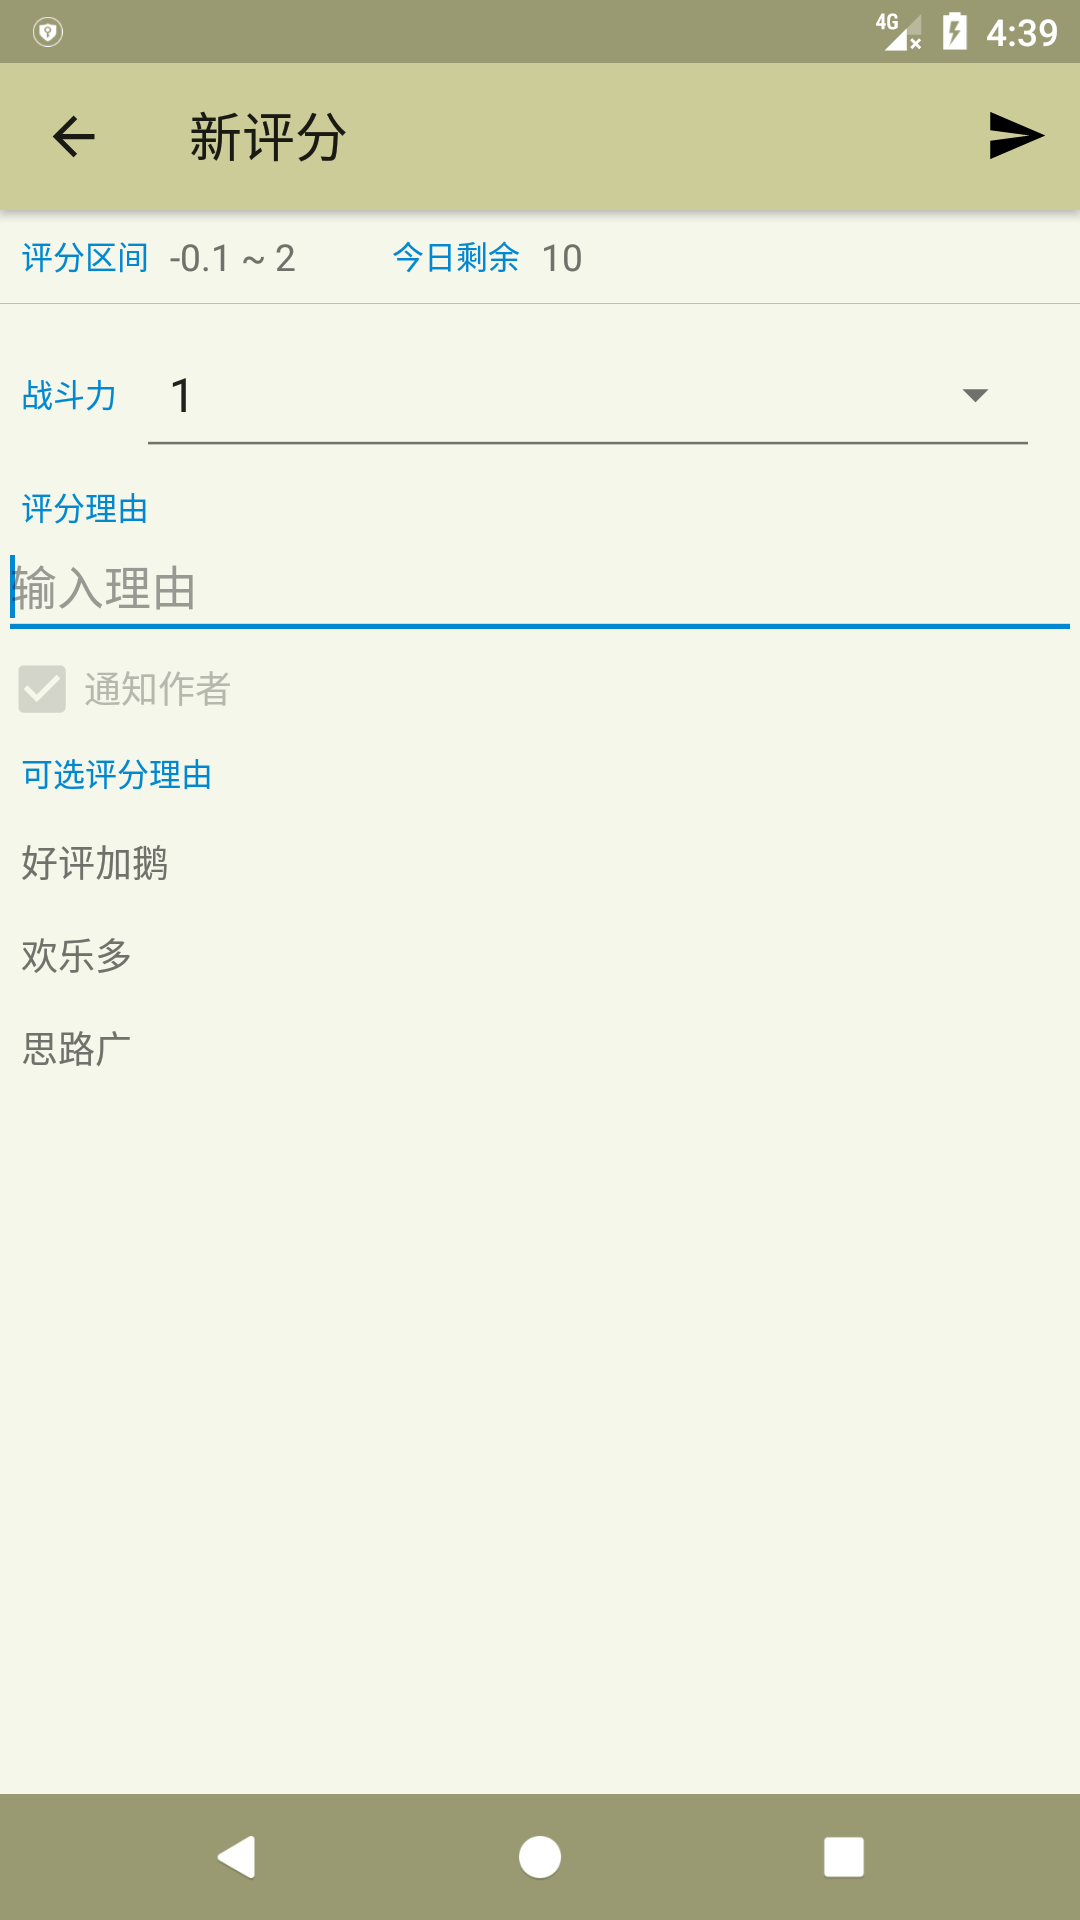 4G 4:39
新评分
评分区间 -0.1 ~ 2 今日剩余 10
战斗力 1
评分理由
输入理由
通知作者
可选评分理由
好评加鹅
欢乐多
思路广